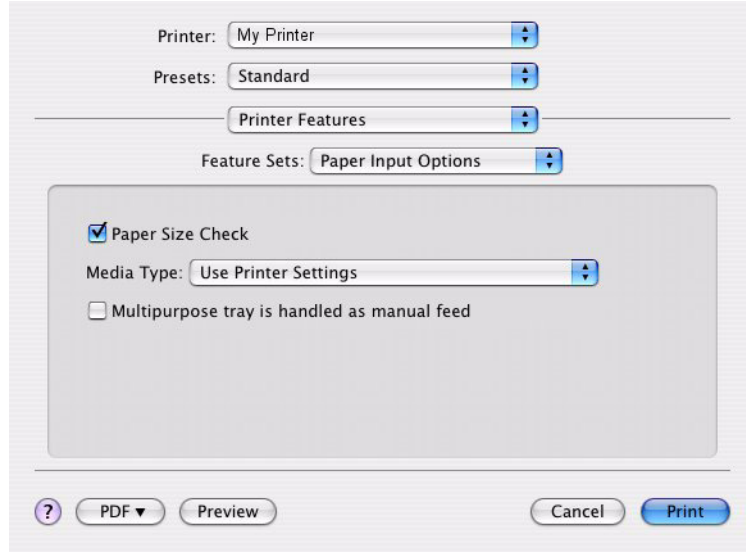 Printer: My Printer
Presets: Standard
Printer Features
Feature Sets: Paper Input Options
Paper Size Check
Media Type: Use Printer Settings
Multipurpose tray is handled as manual feed
? PDF ▼ Preview Cancel Print